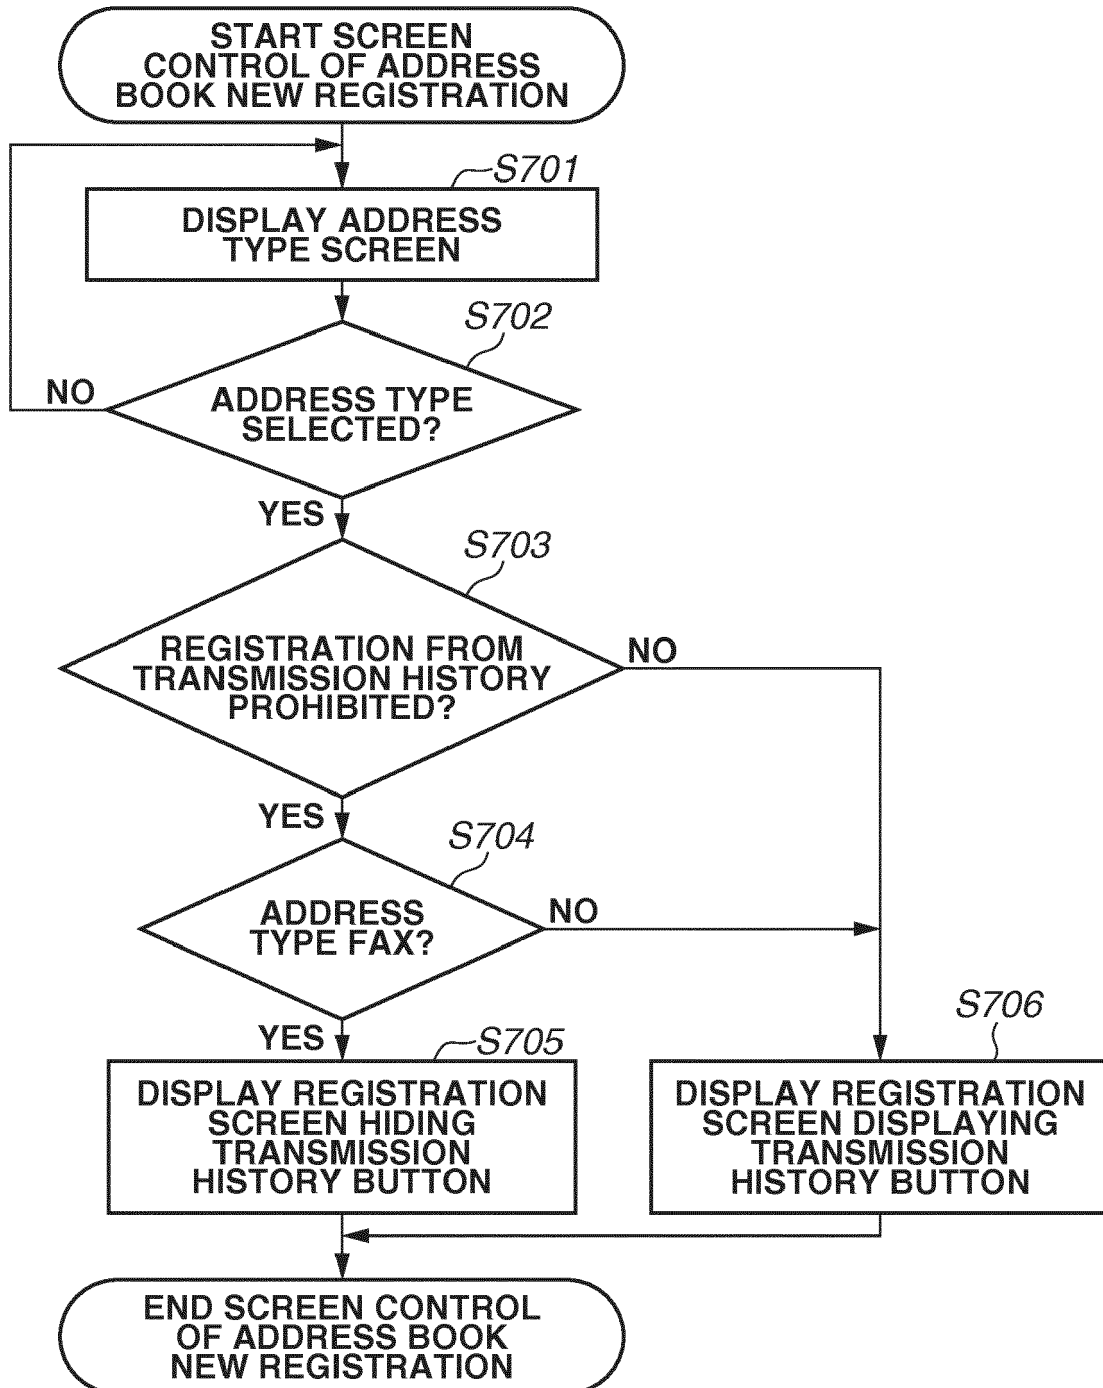 START SCREEN
CONTROL OF ADDRESS
BOOK NEW REGISTRATION
S701
DISPLAY ADDRESS
TYPE SCREEN
S702
NO
ADDRESS TYPE
SELECTED?
YES
S703
REGISTRATION FROM
TRANSMISSION HISTORY
PROHIBITED?
NO
YES
S704
ADDRESS
TYPE FAX?
NO
YES
S705
DISPLAY REGISTRATION
SCREEN HIDING
TRANSMISSION
HISTORY BUTTON
S706
DISPLAY REGISTRATION
SCREEN DISPLAYING
TRANSMISSION
HISTORY BUTTON
END SCREEN CONTROL
OF ADDRESS BOOK
NEW REGISTRATION